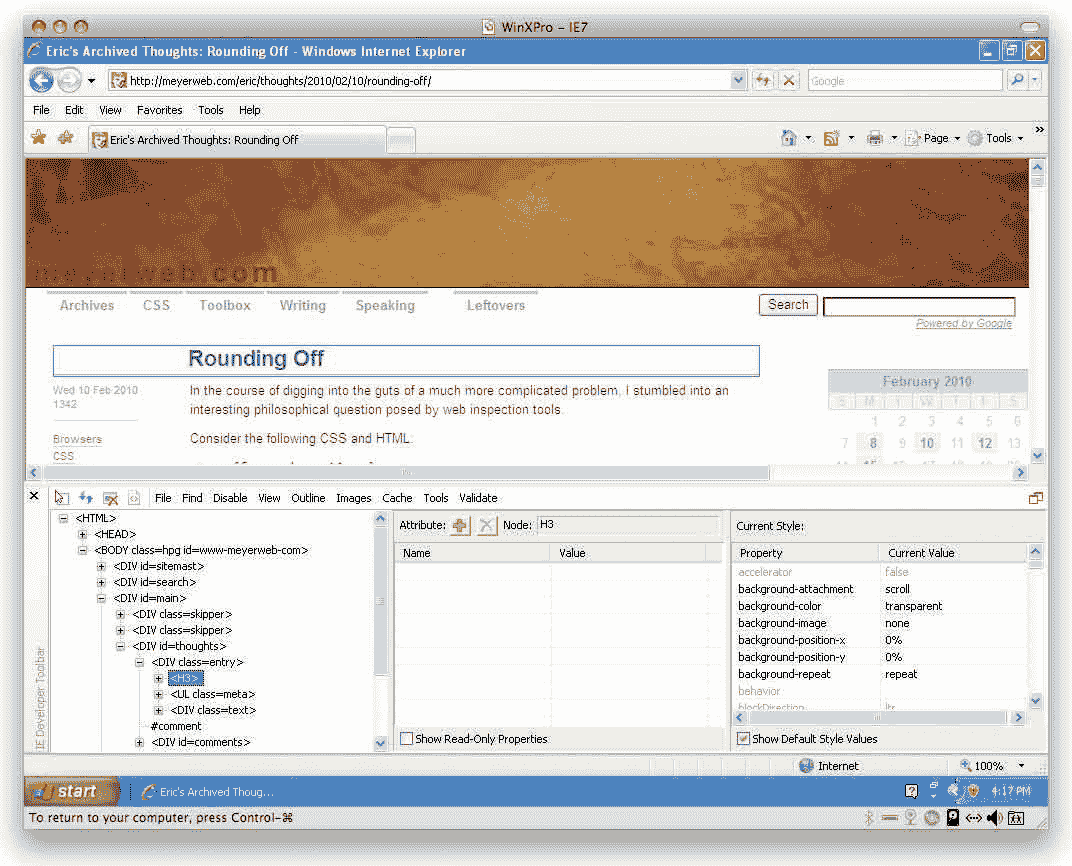 WinXPro – IE7
Eric's Archived Thoughts: Rounding Off - Windows Internet Explorer
http://meyerweb.com/eric/thoughts/2010/02/10/rounding-off/
Google
File Edit View Favorites Tools Help
Eric's Archived Thoughts: Rounding Off
Page Tools »
meyerweb.com
Archives CSS Toolbox Writing Speaking Leftovers
Search
Powered by Google
Rounding Off
Wed 10 Feb 2010
1342
In the course of digging into the guts of a much more complicated problem, I stumbled into an
interesting philosophical question posed by web inspection tools.
Consider the following CSS and HTML:
Browsers
CSS
February 2010
S M T W T F S
1 2 3 4 5 6
7 8 9 10 11 12 13
File Find Disable View Outline Images Cache Tools Validate
IE Developer Toolbar
<HTML>
<HEAD>
<BODY class=hpg id=www-meyerweb-com>
<DIV id=sitemast>
<DIV id=search>
<DIV id=main>
<DIV class=skipper>
<DIV class=skipper>
<DIV id=thoughts>
<DIV class=entry>
<H3>
<UL class=meta>
<DIV class=text>
#comment
<DIV id=comments>
Attribute: Node: H3
Name Value
Show Read-Only Properties
Current Style:
Property Current Value
accelerator false
background-attachment scroll
background-color transparent
background-image none
background-position-x 0%
background-position-y 0%
background-repeat repeat
behavior
blockDirection ltr
Show Default Style Values
Internet 100%
start Eric's Archived Thoug... 4:17 PM
To return to your computer, press Control-⌘